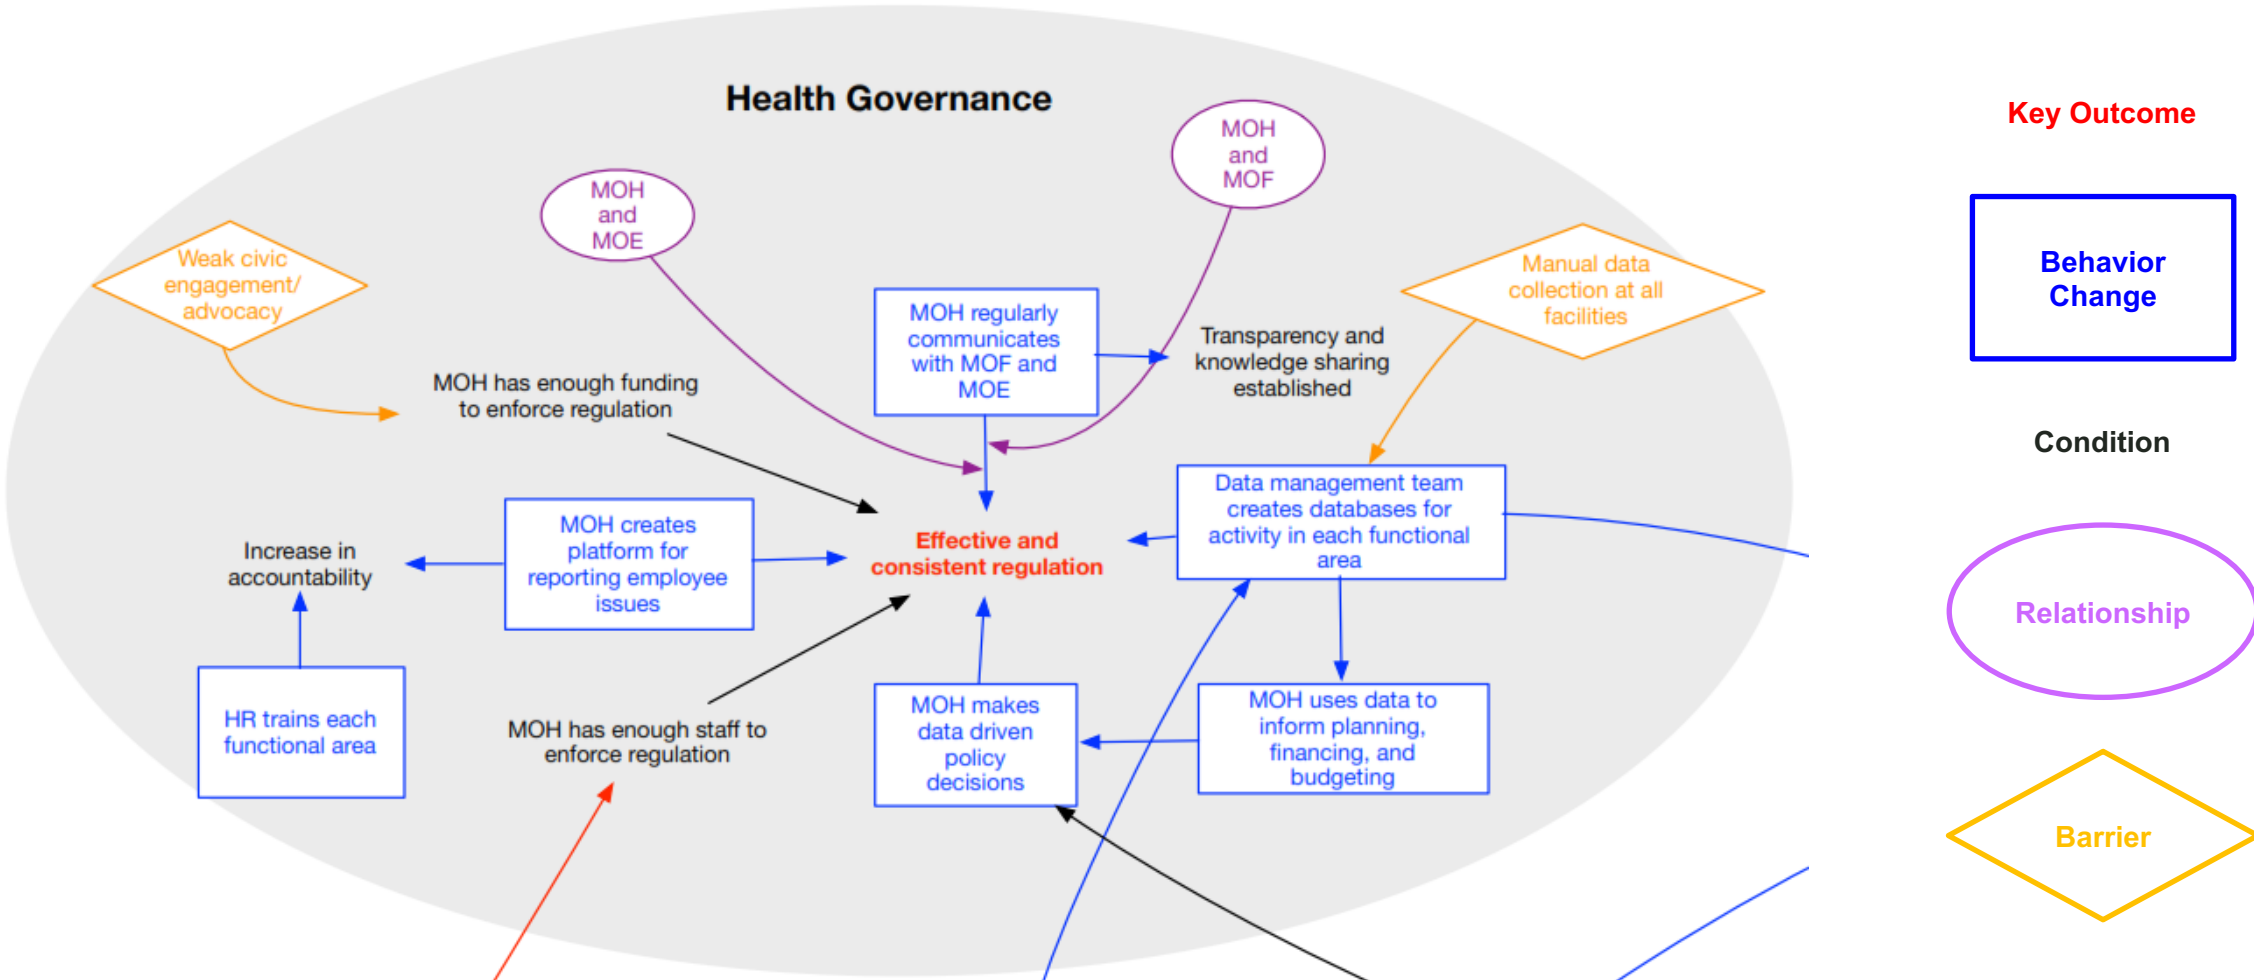 Health Governance
MOH
and
MOE
MOH
and
MOF
Weak civic
engagement/
advocacy
MOH regularly
communicates
with MOF and
MOE
Transparency and
knowledge sharing
established
Manual data
collection at all
facilities
MOH has enough funding
to enforce regulation
Increase in
accountability
MOH creates
platform for
reporting employee
issues
Effective and
consistent regulation
Data management team
creates databases for
activity in each functional
area
HR trains each
functional area
MOH has enough staff to
enforce regulation
MOH makes
data driven
policy
decisions
MOH uses data to
inform planning,
financing, and
budgeting
Key Outcome
Behavior
Change
Condition
Relationship
Barrier